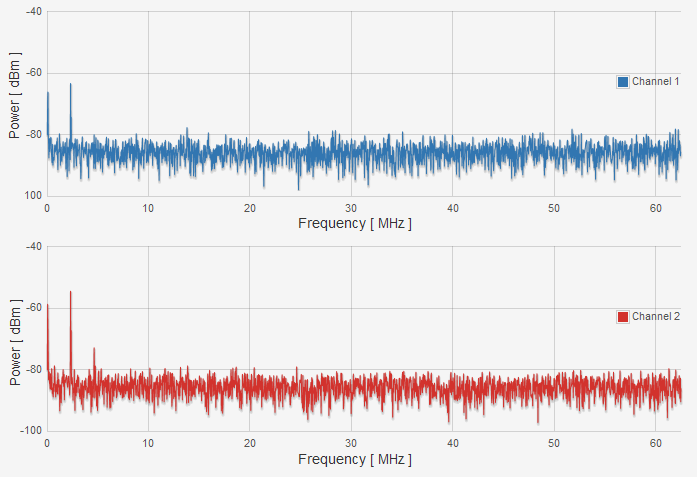 -40
-60
-80
100
Power [ dBm ]
Channel 1
0 10 20 30 40 50 60
Frequency [ MHz ]
-40
-60
-80
-100
Power [ dBm ]
Channel 2
0 10 20 30 40 50 60
Frequency [ MHz ]